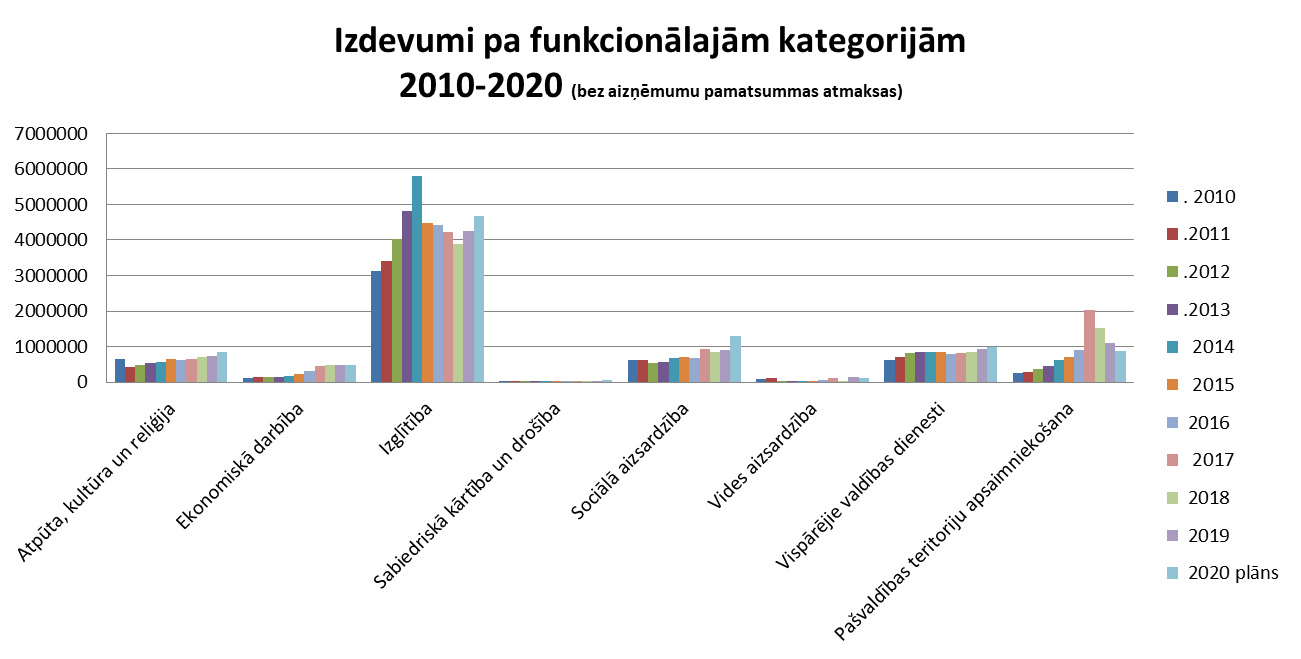 Izdevumi pa funkcionālajām kategorijām
2010-2020 (bez aizņēmumu pamatsummas atmaksas)
7000000
6000000
5000000
4000000
3000000
2000000
1000000
0
Atpūta, kultūra un reliģija
Ekonomiskā darbība
Izglītība
Sabiedriskā kārtība un drošība
Sociālā aizsardzība
Vides aizsardzība
Vispārējie valdības dienesti
Pašvaldības teritoriju apsaimniekošana
. 2010
.2011
.2012
.2013
2014
2015
2016
2017
2018
2019
2020 plāns